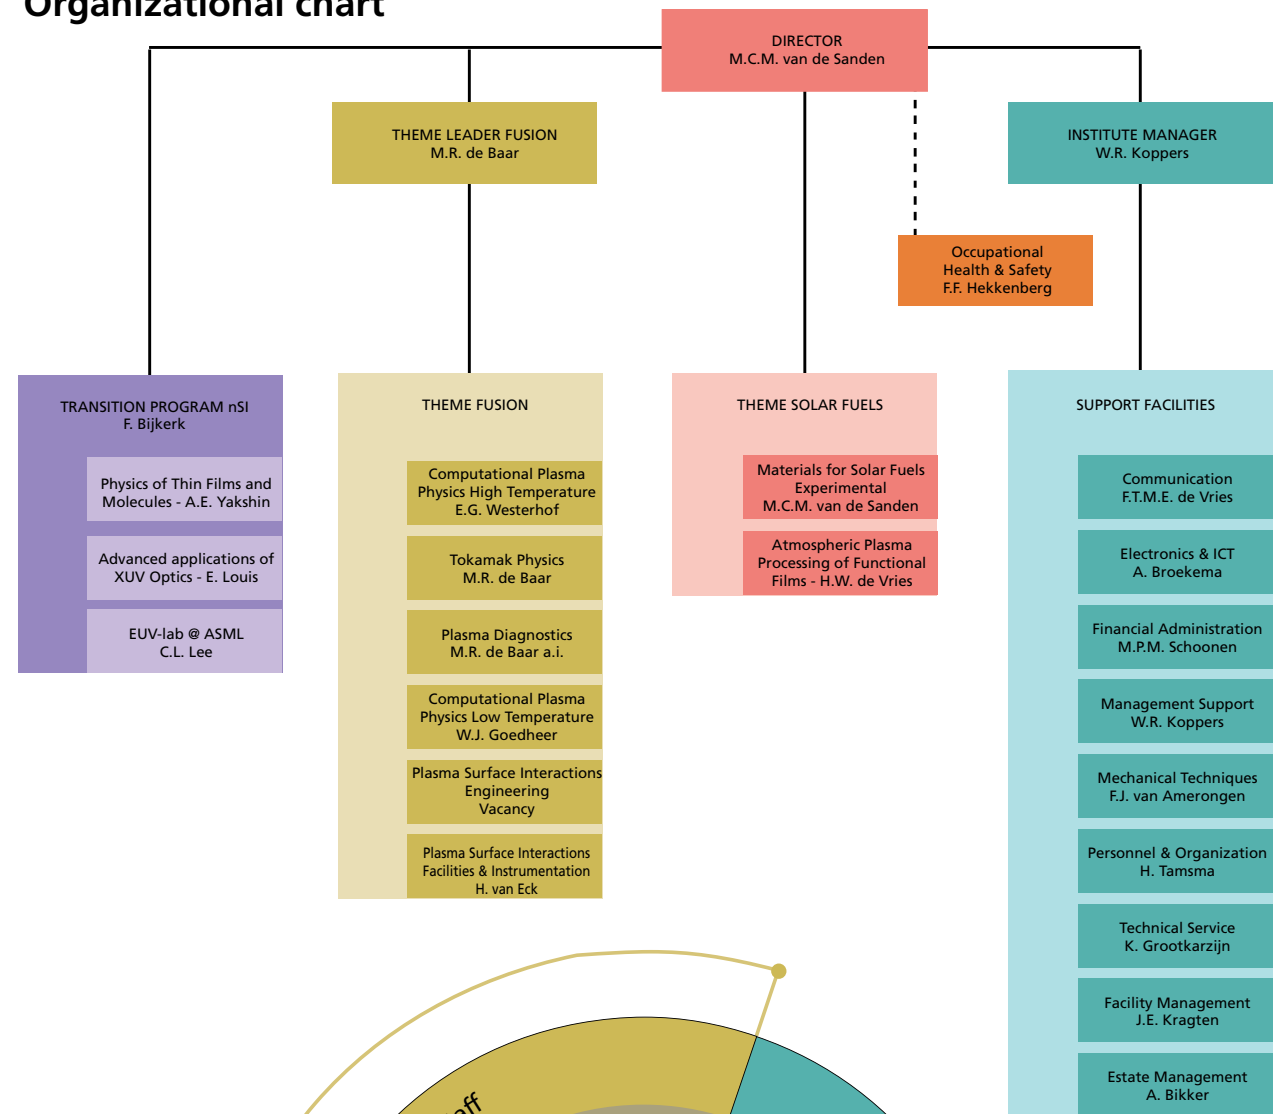 Organizational chart
DIRECTOR
M.C.M. van de Sanden
THEME LEADER FUSION
M.R. de Baar
INSTITUTE MANAGER
W.R. Koppers
Occupational
Health & Safety
F.F. Hekkenberg
TRANSITION PROGRAM nSI
F. Bijkerk
Physics of Thin Films and
Molecules - A.E. Yakshin
Advanced applications of
XUV Optics - E. Louis
EUV-lab @ ASML
C.L. Lee
THEME FUSION
Computational Plasma
Physics High Temperature
E.G. Westerhof
Tokamak Physics
M.R. de Baar
Plasma Diagnostics
M.R. de Baar a.i.
Computational Plasma
Physics Low Temperature
W.J. Goedheer
Plasma Surface Interactions
Engineering
Vacancy
Plasma Surface Interactions
Facilities & Instrumentation
H. van Eck
THEME SOLAR FUELS
Materials for Solar Fuels
Experimental
M.C.M. van de Sanden
Atmospheric Plasma
Processing of Functional
Films - H.W. de Vries
SUPPORT FACILITIES
Communication
F.T.M.E. de Vries
Electronics & ICT
A. Broekema
Financial Administration
M.P.M. Schoonen
Management Support
W.R. Koppers
Mechanical Techniques
F.J. van Amerongen
Personnel & Organization
H. Tamsma
Technical Service
K. Grootkarzijn
Facility Management
J.E. Kragten
Estate Management
A. Bikker